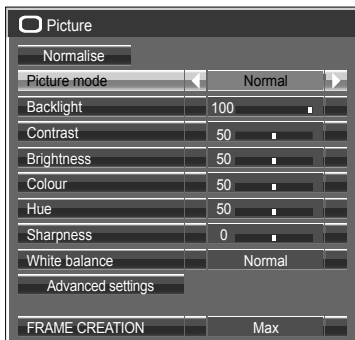 Picture
Normalise
Picture mode Normal
Backlight 100
Contrast 50
Brightness 50
Colour 50
Hue 50
Sharpness 0
White balance Normal
Advanced settings
FRAME CREATION Max